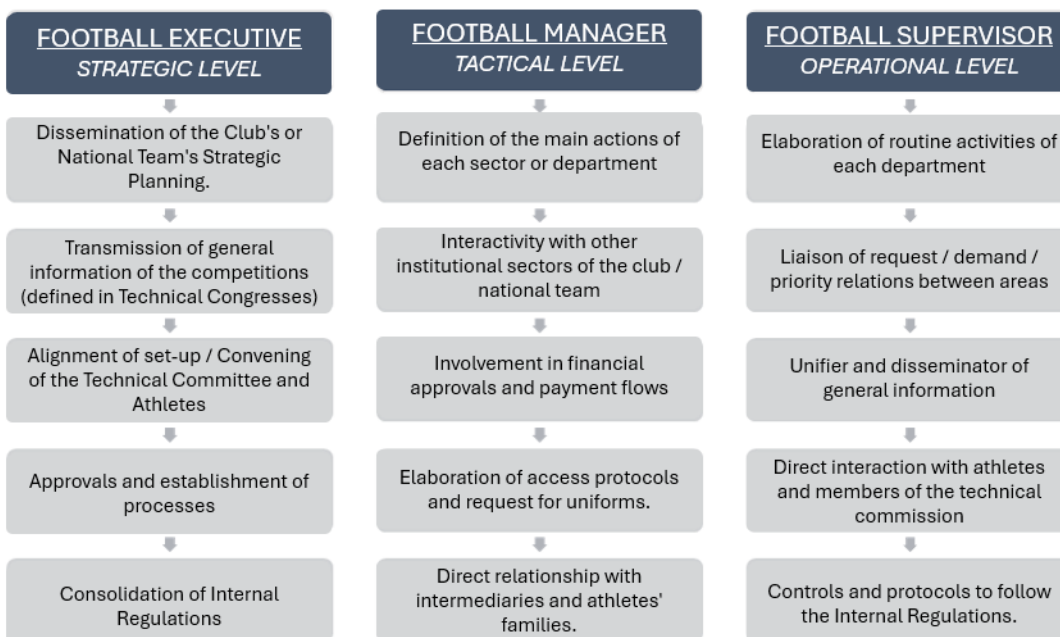 FOOTBALL EXECUTIVE
STRATEGIC LEVEL
Dissemination of the Club's or
National Team's Strategic
Planning.
Transmission of general
information of the competitions
(defined in Technical Congresses)
Alignment of set-up / Convening
of the Technical Committee and
Athletes
Approvals and establishment of
processes
Consolidation of Internal
Regulations
FOOTBALL MANAGER
TACTICAL LEVEL
Definition of the main actions of
each sector or department
Interactivity with other
institutional sectors of the club /
national team
Involvement in financial
approvals and payment flows
Elaboration of access protocols
and request for uniforms.
Direct relationship with
intermediaries and athletes'
families.
FOOTBALL SUPERVISOR
OPERATIONAL LEVEL
Elaboration of routine activities of
each department
Liaison of request / demand /
priority relations between areas
Unifier and disseminator of
general information
Direct interaction with athletes
and members of the technical
commission
Controls and protocols to follow
the Internal Regulations.